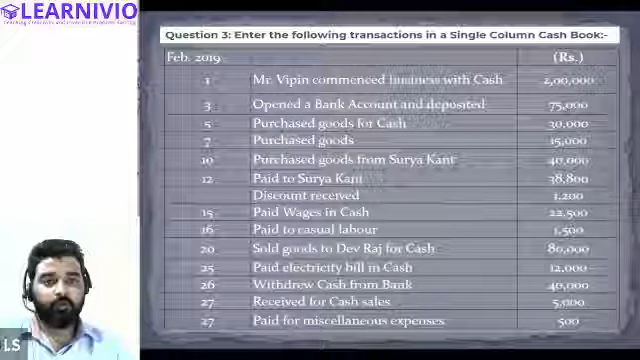 LEARNIVIO
Question 3: Enter the following transactions in a Single Column Cash Book:-
Feb. 2019 (Rs.)
1 Mr. Vipin commenced business with Cash 2,00,000
3 Opened a Bank Account and deposited 75,000
5 Purchased goods for Cash 30,000
7 Purchased goods 15,000
10 Purchased goods from Surya Kant 40,000
12 Paid to Surya Kant 38,800
Discount received 1,200
15 Paid Wages in Cash 22,500
16 Paid to casual labour 1,500
20 Sold goods to Dev Raj for Cash 80,000
25 Paid electricity bill in Cash 12,000
26 Withdrew Cash from Bank 40,000
27 Received for Cash sales 5,000
27 Paid for miscellaneous expenses 500